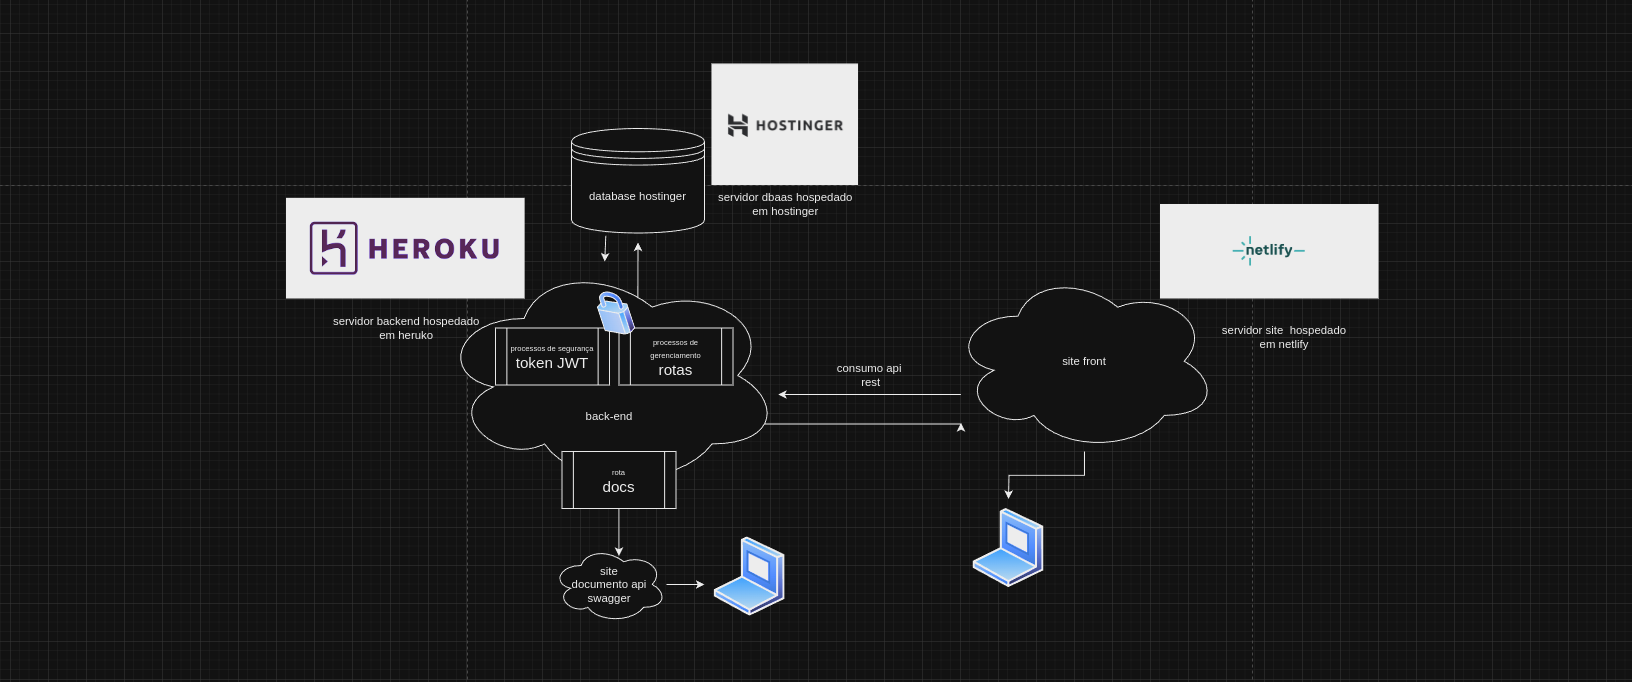 HOSTINGER
database hostinger
servidor dbaas hospedado
em hostinger
HEROKU
servidor backend hospedado
em heruko
netlify
servidor site  hospedado
em netlify
processos de segurança
token JWT
processos de
gerenciamento
rotas
back-end
consumo api
rest
site front
rota
docs
site
documento api
swagger